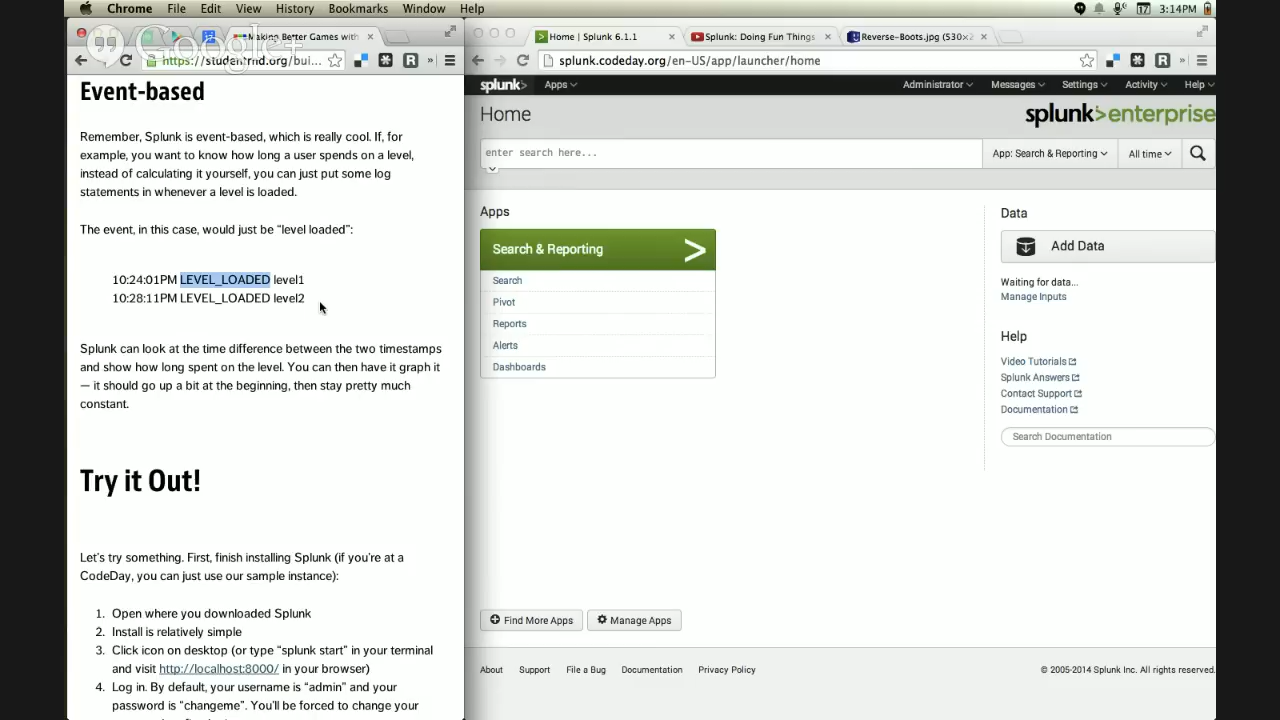 Chrome File Edit View History Bookmarks Window Help
17 3:14PM
Google+
Making Better Games with
https://studentrnd.org/bui...
R
Event-based
Remember, Splunk is event-based, which is really cool. If, for
example, you want to know how long a user spends on a level,
instead of calculating it yourself, you can just put some log
statements in whenever a level is loaded.
The event, in this case, would just be “level loaded”:
10:24:01PM LEVEL_LOADED level1
10:28:11PM LEVEL_LOADED level2
Splunk can look at the time difference between the two timestamps
and show how long spent on the level. You can then have it graph it
— it should go up a bit at the beginning, then stay pretty much
constant.
Try it Out!
Let's try something. First, finish installing Splunk (if you're at a
CodeDay, you can just use our sample instance):
1. Open where you downloaded Splunk
2. Install is relatively simple
3. Click icon on desktop (or type “splunk start” in your terminal
and visit http://localhost:8000/ in your browser)
4. Log in. By default, your username is “admin” and your
password is “changeme”. You'll be forced to change your
Home | Splunk 6.1.1
Splunk: Doing Fun Things
Reverse-Boots.jpg (530×2
splunk.codeday.org/en-US/app/launcher/home
R
splunk> Apps
Administrator Messages Settings Activity Help
Home
splunk>enterprise
enter search here...
App: Search & Reporting
All time
Apps
Search & Reporting >
Search
Pivot
Reports
Alerts
Dashboards
Data
Add Data
Waiting for data...
Manage Inputs
Help
Video Tutorials
Splunk Answers
Contact Support
Documentation
Search Documentation
Find More Apps Manage Apps
About Support File a Bug Documentation Privacy Policy
© 2005-2014 Splunk Inc. All rights reserved.